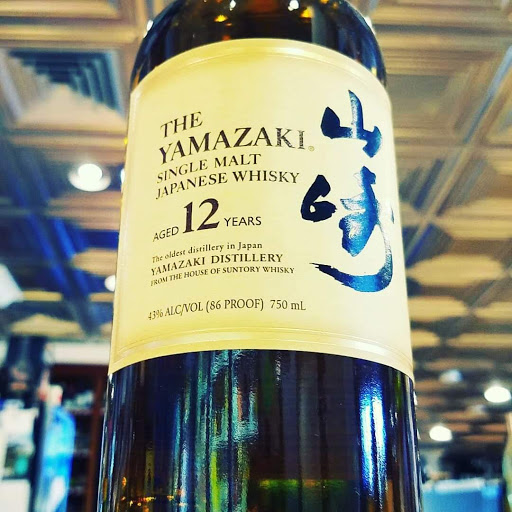 THE
YAMAZAKI®
SINGLE MALT
JAPANESE WHISKY
AGED 12 YEARS
The oldest distillery in Japan
YAMAZAKI DISTILLERY
FROM THE HOUSE OF SUNTORY WHISKY
43% ALC/VOL (86 PROOF) 750 mL
山崎